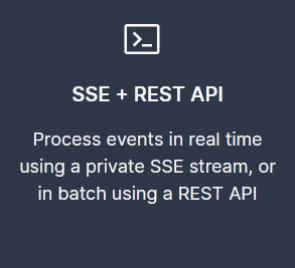 SSE + REST API
Process events in real time
using a private SSE stream, or
in batch using a REST API